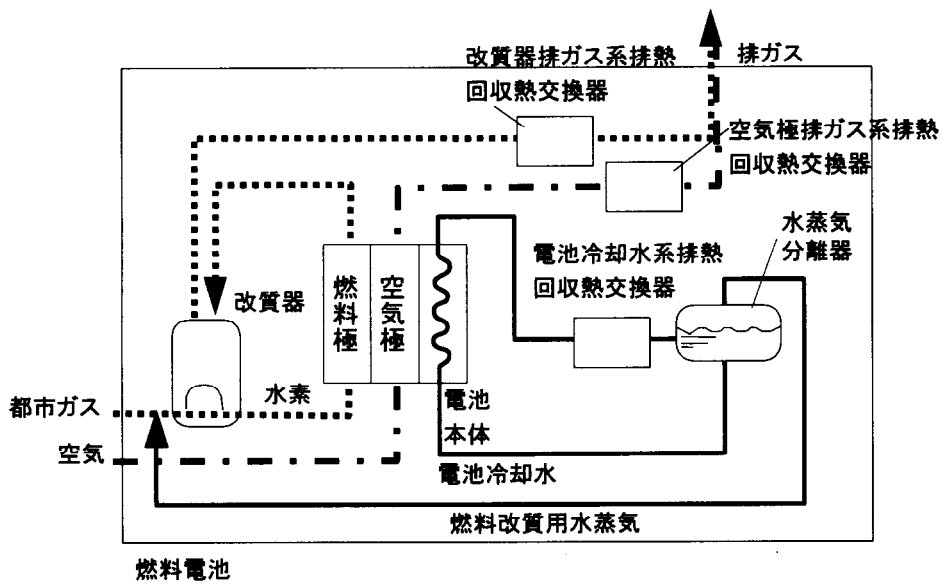 改質器排ガス系排熱
回収熱交換器
排ガス
空気極排ガス系排熱
回収熱交換器
水蒸気
分離器
電池冷却水系排熱
回収熱交換器
改質器
燃料極
空気極
水素
都市ガス
電池
本体
空気
電池冷却水
燃料改質用水蒸気
燃料電池